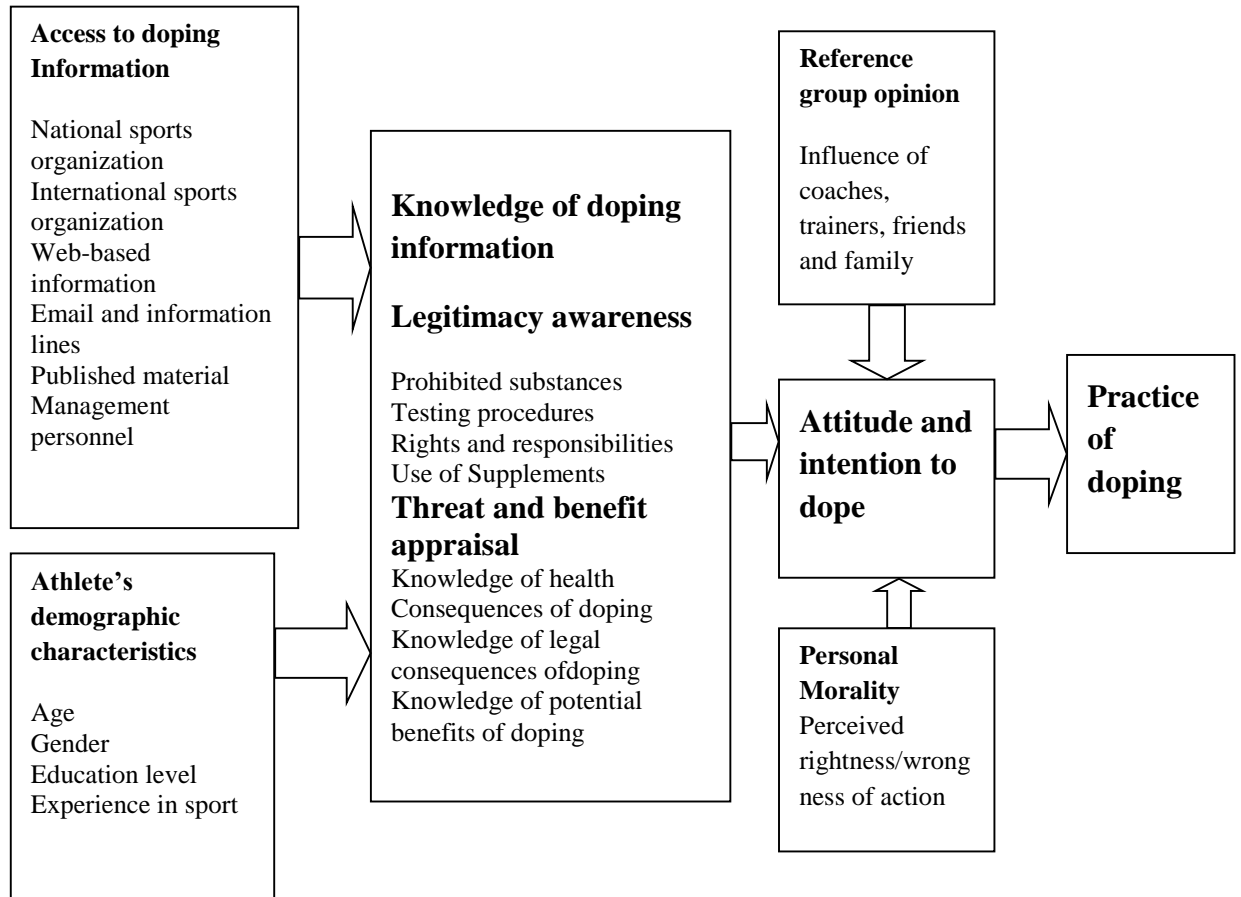 Access to doping
Information
National sports
organization
International sports
organization
Web-based
information
Email and information
lines
Published material
Management
personnel
Athlete's
demographic
characteristics
Age
Gender
Education level
Experience in sport
Knowledge of doping
information
Legitimacy awareness
Prohibited substances
Testing procedures
Rights and responsibilities
Use of Supplements
Threat and benefit
appraisal
Knowledge of health
Consequences of doping
Knowledge of legal
consequences ofdoping
Knowledge of potential
benefits of doping
Reference
group opinion
Influence of
coaches,
trainers, friends
and family
Attitude and
intention to
dope
Personal
Morality
Perceived
rightness/wrong
ness of action
Practice
of
doping